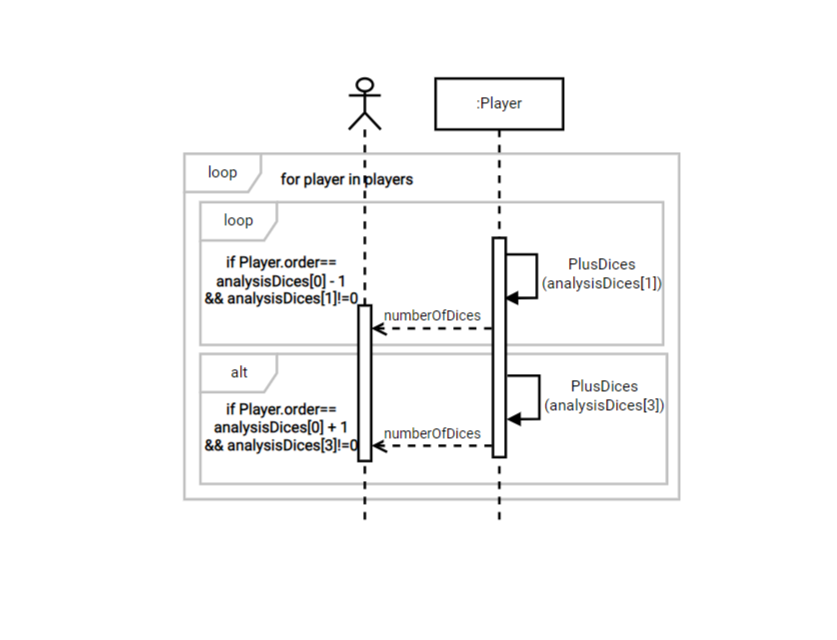 :Player
loop
for player in players
loop
if Player.order==
analysisDices[0] - 1
&& analysisDices[1]!=0
PlusDices
(analysisDices[1])
numberOfDices
alt
if Player.order==
analysisDices[0] + 1
&& analysisDices[3]!=0
PlusDices
(analysisDices[3])
numberOfDices